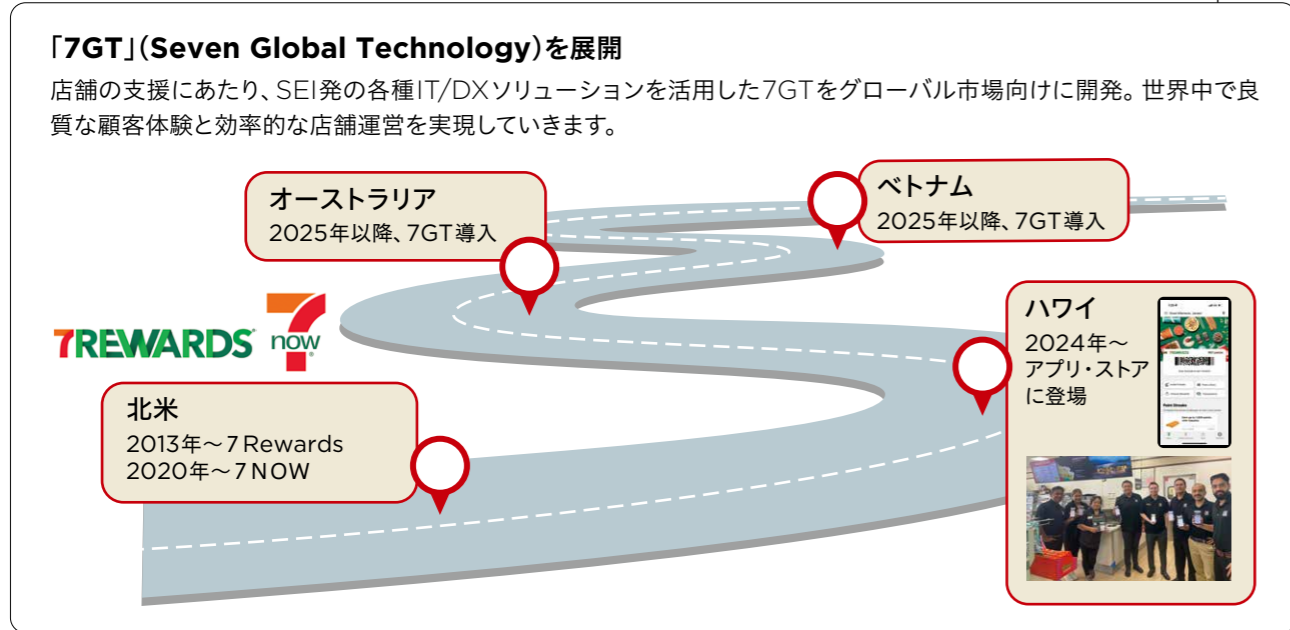 「7GT」(Seven Global Technology)を展開
店舗の支援にあたり、SEI発の各種IT/DXソリューションを活用した7GTをグローバル市場向けに開発。世界中で良
質な顧客体験と効率的な店舗運営を実現していきます。
オーストラリア
2025年以降、7GT導入
ベトナム
2025年以降、7GT導入
7REWARDS
7
now
北米
2013年～7 Rewards
2020年～7 NOW
ハワイ
2024年～
アプリ・ストア
に登場